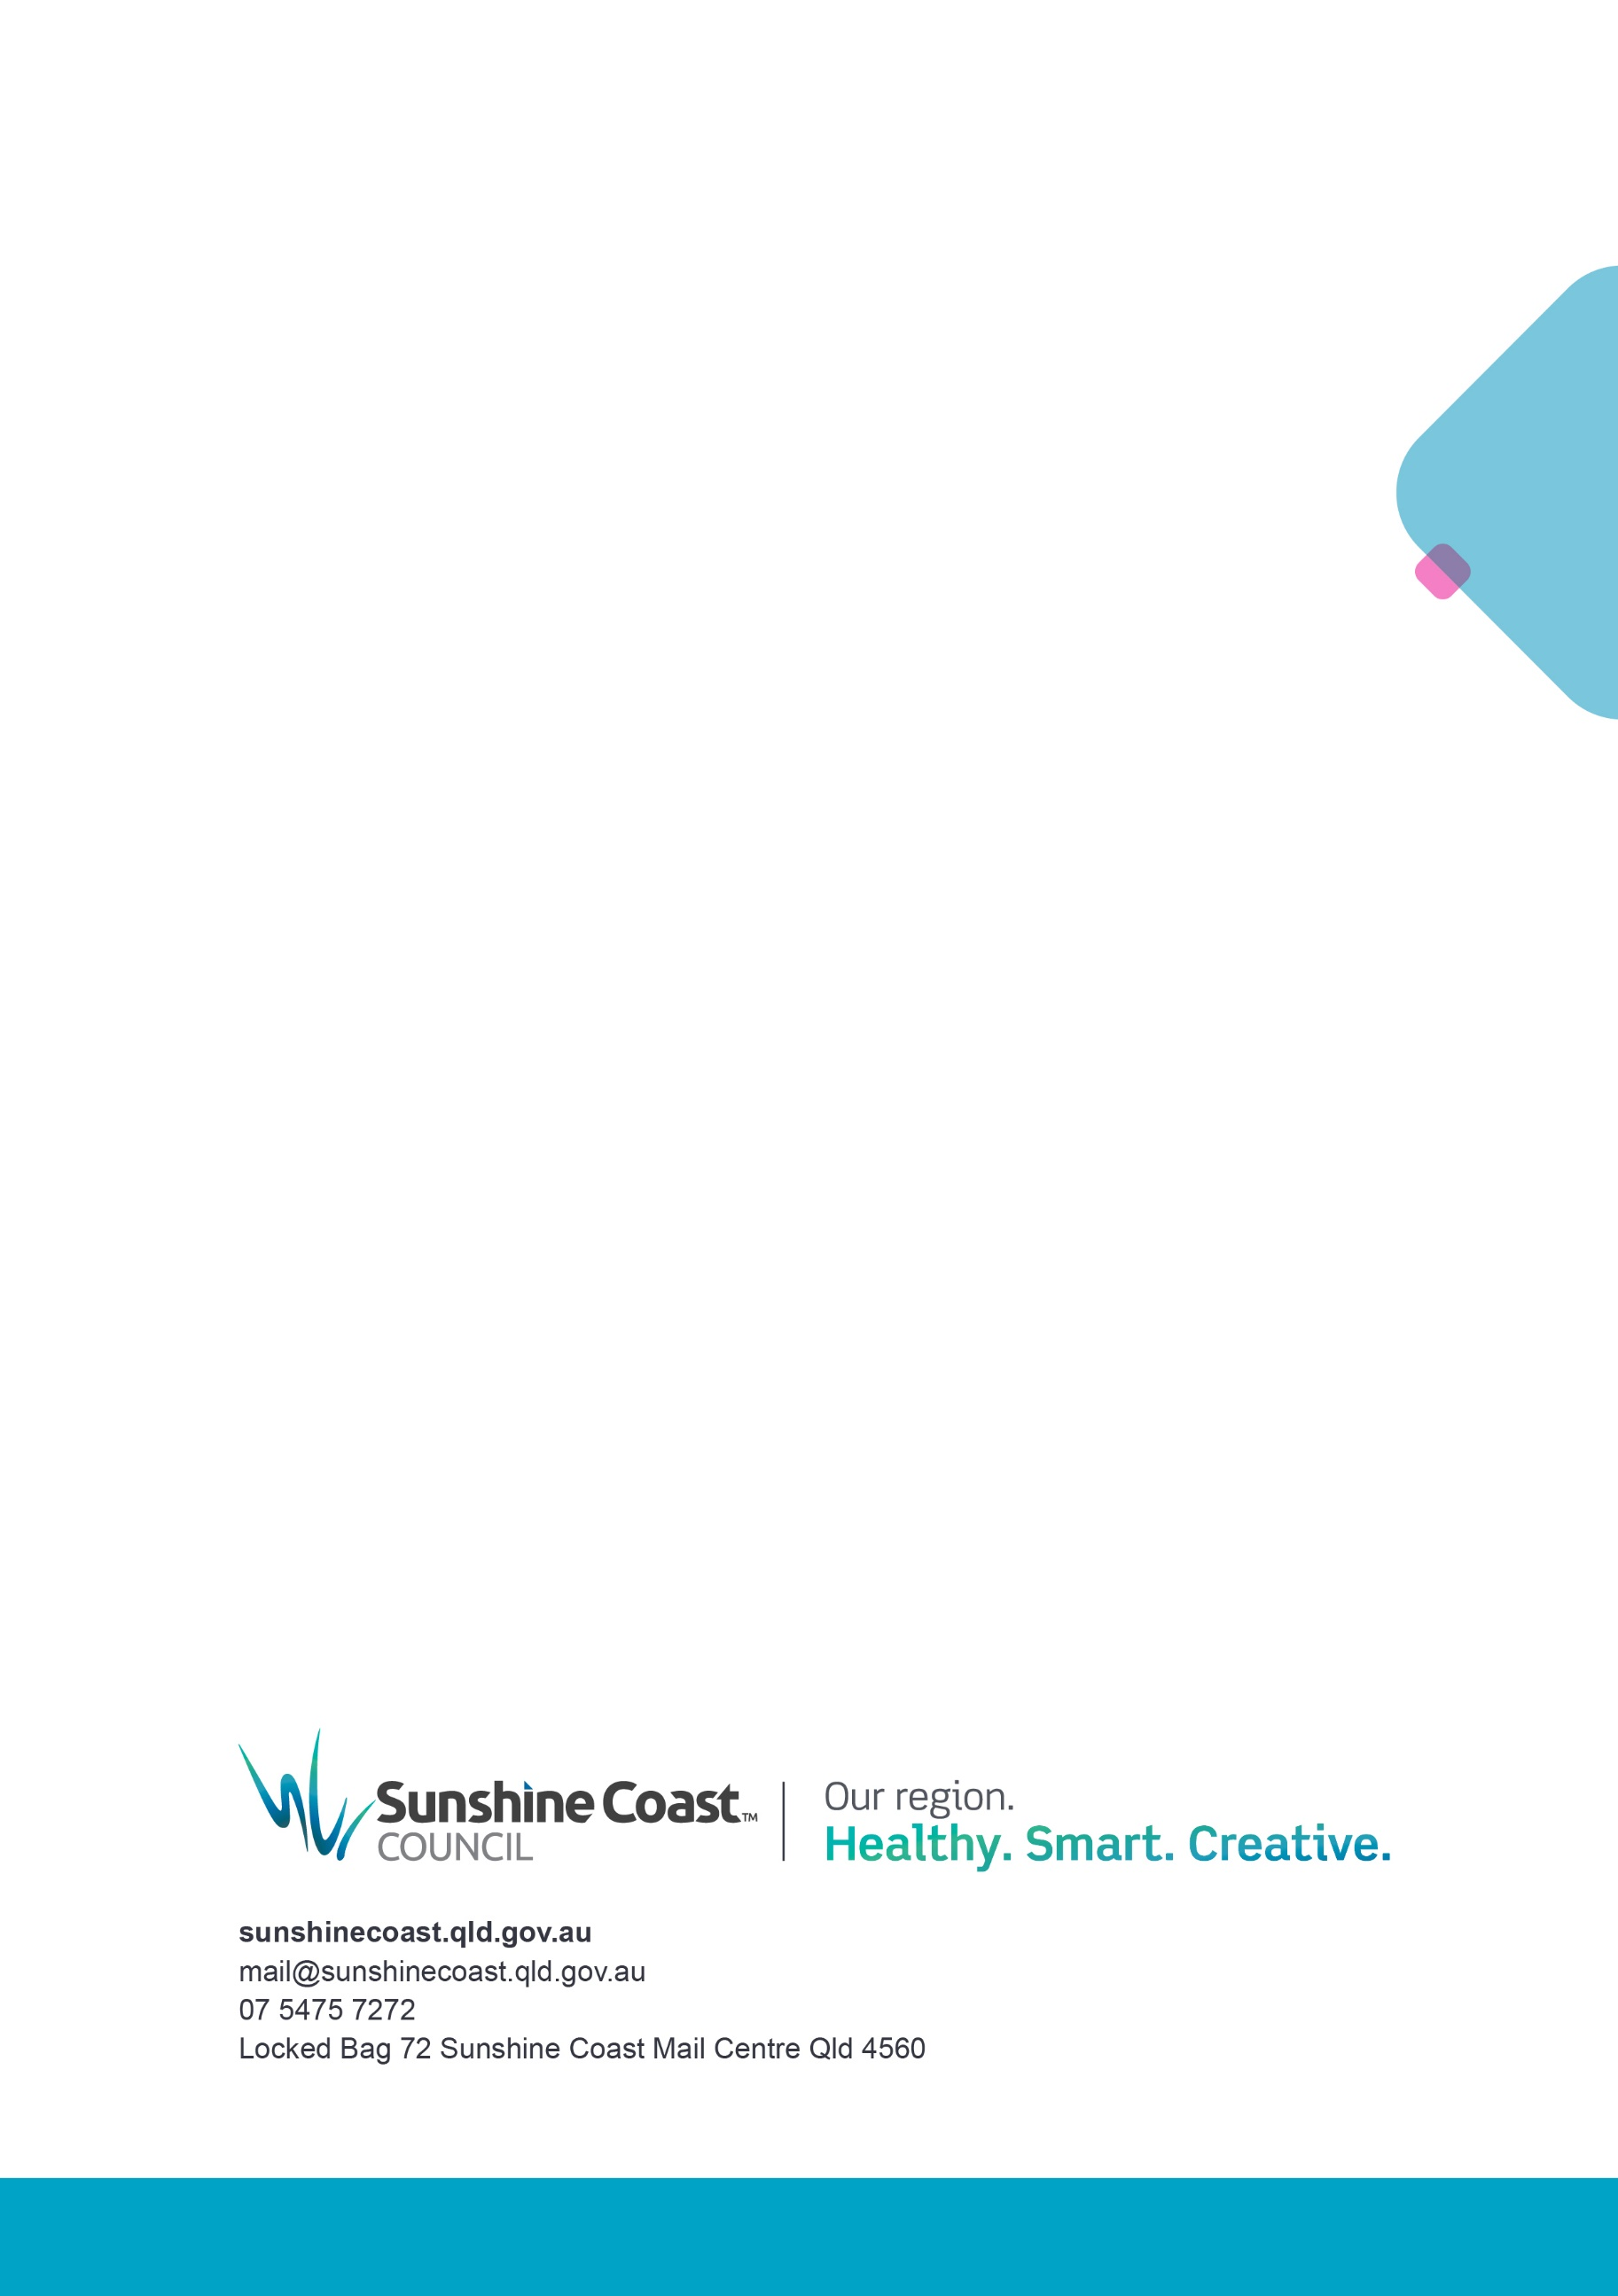 Sunshine Coast™
COUNCIL
Our region.
Healthy. Smart. Creative.
sunshinecoast.qld.gov.au
mail@sunshinecoast.qld.gov.au
07 5475 7272
Locked Bag 72 Sunshine Coast Mail Centre Qld 4560